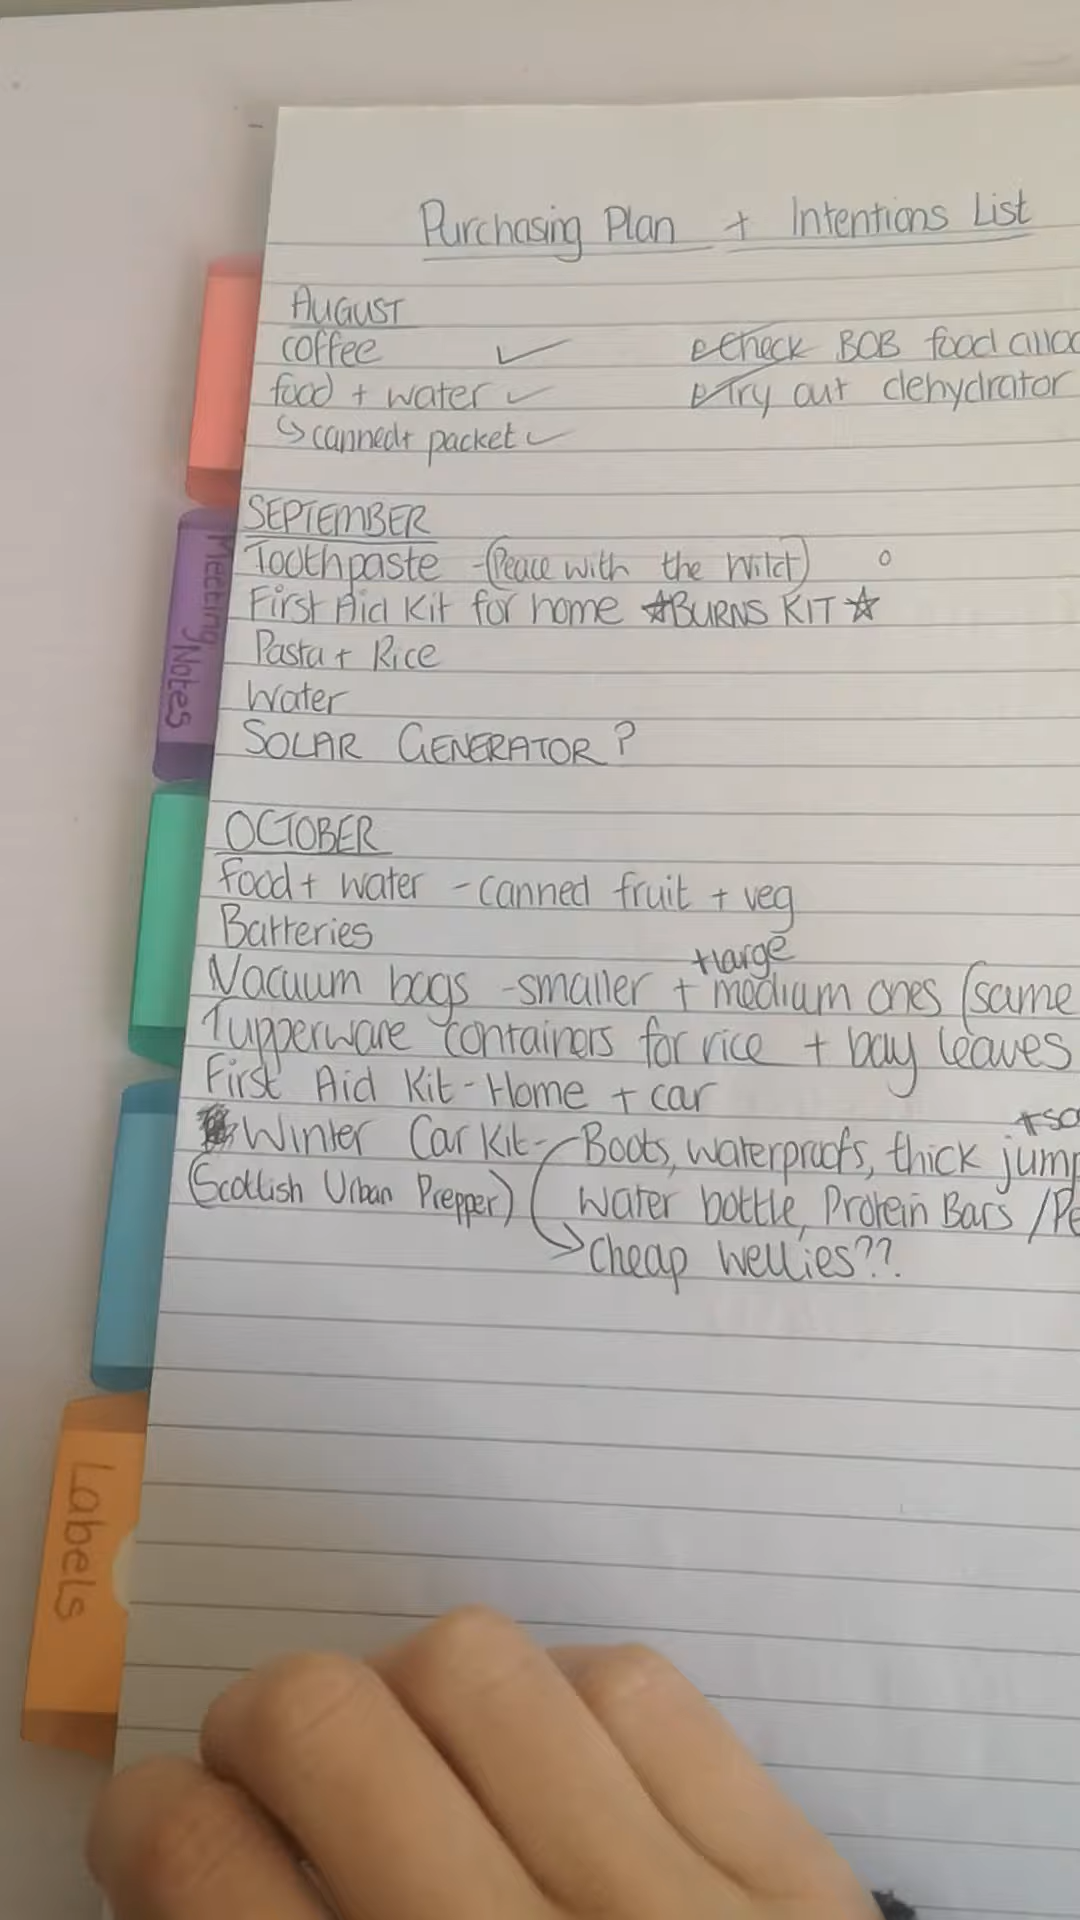 Purchasing Plan + Intentions List
AUGUST
coffee ✓ Check BOB food
food + water ✓ Try out dehydrator
↳ canned+ packet ✓
SEPTEMBER
Toothpaste - (Peace with the Wild)
First Aid Kit for home ☆BURNS KIT☆
Pasta + Rice
Water
SOLAR GENERATOR?
OCTOBER
Food + water - canned fruit + veg
Batteries
+large
Vacuum bags - smaller + medium ones (same
Tupperware containers for rice + bay leaves
First Aid Kit - Home + car
Winter Car Kit - Boots, waterproofs, thick
(Scottish Urban Prepper) Water bottle, Protein Bars /
→ Cheap wellies??
Meeting Notes
Labels